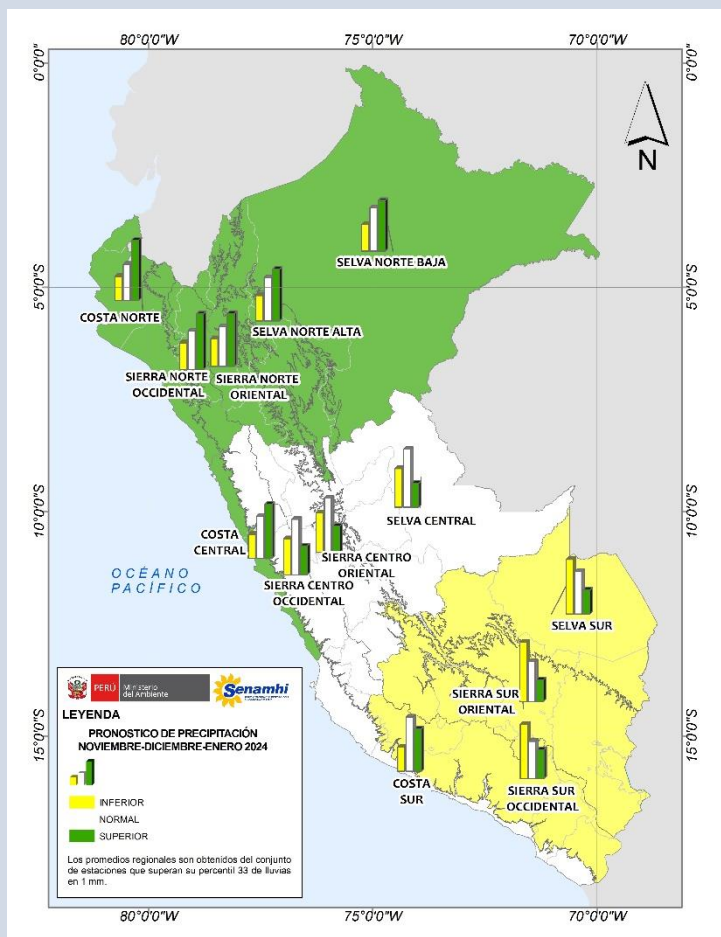 80°0'0"W 75°0'0"W 70°0'0"W
0°0'0" 0°0'0"
N
SELVA NORTE BAJA
5°0'0"S 5°0'0"S
COSTA NORTE
SELVA NORTE ALTA
SIERRA NORTE
OCCIDENTAL
SIERRA NORTE
ORIENTAL
10°0'0"S 10°0'0"S
SELVA CENTRAL
COSTA
CENTRAL
SIERRA CENTRO
ORIENTAL
SIERRA CENTRO
OCCIDENTAL
OCÉANO
PACÍFICO
SELVA SUR
SIERRA SUR
ORIENTAL
15°0'0"S 15°0'0"S
COSTA
SUR
SIERRA SUR
OCCIDENTAL
PERÚ Ministerio
del Ambiente
Senamhi
LEYENDA
PRONOSTICO DE PRECIPITACIÓN
NOVIEMBRE-DICIEMBRE-ENERO 2024
INFERIOR
NORMAL
SUPERIOR
Los promedios regionales son obtenidos del conjunto
de estaciones que superan su percentil 33 de lluvias
en 1 mm.
80°0'0"W 75°0'0"W 70°0'0"W